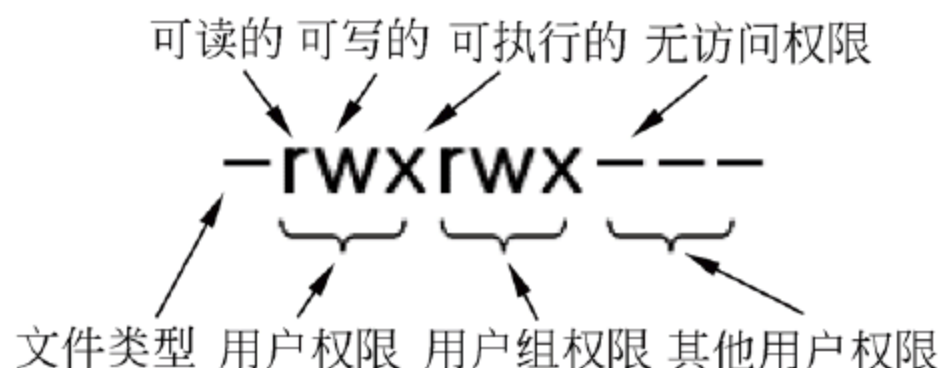 可读的 可写的 可执行的 无访问权限
-rwxrwx---
文件类型 用户权限 用户组权限 其他用户权限